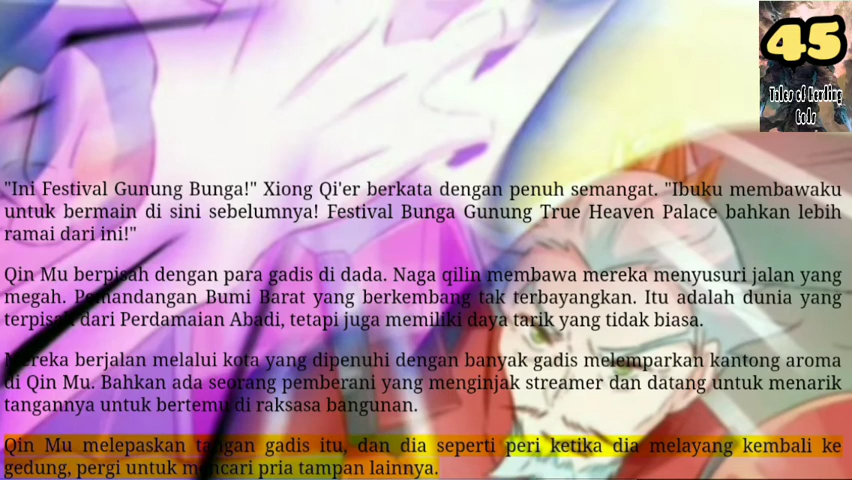 45
Tales of Herding
Gods
"Ini Festival Gunung Bunga!" Xiong Qi'er berkata dengan penuh semangat. "Ibuku membawaku
untuk bermain di sini sebelumnya! Festival Bunga Gunung True Heaven Palace bahkan lebih
ramai dari ini!"
Qin Mu berpisah dengan para gadis di dada. Naga qilin membawa mereka menyusuri jalan yang
megah. Pemandangan Bumi Barat yang berkembang tak terbayangkan. Itu adalah dunia yang
terpisah dari Perdamaian Abadi, tetapi juga memiliki daya tarik yang tidak biasa.
Mereka berjalan melalui kota yang dipenuhi dengan banyak gadis melemparkan kantong aroma
di Qin Mu. Bahkan ada seorang pemberani yang menginjak streamer dan datang untuk menarik
tangannya untuk bertemu di raksasa bangunan.
Qin Mu melepaskan tangan gadis itu, dan dia seperti peri ketika dia melayang kembali ke
gedung, pergi untuk mencari pria tampan lainnya.